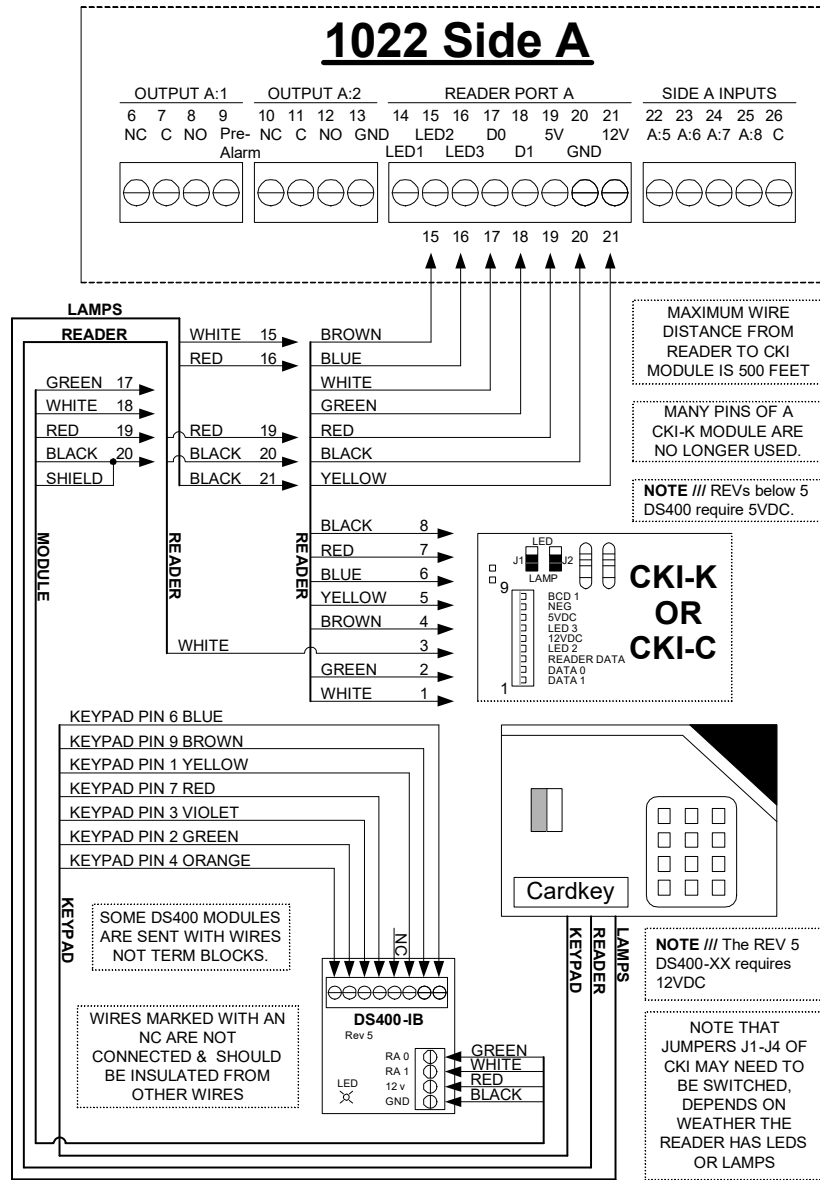 1022 Side A
OUTPUT A:1 OUTPUT A:2 READER PORT A SIDE A INPUTS
6 7 8 9 10 11 12 13 14 15 16 17 18 19 20 21 22 23 24 25 26
NC C NO Pre- NC C NO GND LED2 D0 5V 12V A:5 A:6 A:7 A:8 C
Alarm LED1 LED3 D1 GND
15 16 17 18 19 20 21
LAMPS
READER
WHITE 15
RED 16
GREEN 17
WHITE 18
RED 19
BLACK 20
SHIELD
RED 19
BLACK 20
BLACK 21
BROWN
BLUE
WHITE
GREEN
RED
BLACK
YELLOW
MAXIMUM WIRE
DISTANCE FROM
READER TO CKI
MODULE IS 500 FEET
MANY PINS OF A
CKI-K MODULE ARE
NO LONGER USED.
NOTE /// REVs below 5
DS400 require 5VDC.
MODULE
READER
READER
BLACK 8
RED 7
BLUE 6
YELLOW 5
BROWN 4
WHITE 3
GREEN 2
WHITE 1
LED
J1 J2
LAMP
9
BCD 1
NEG
5VDC
LED 3
12VDC
LED 2
READER DATA
DATA 0
DATA 1
1
CKI-K
OR
CKI-C
KEYPAD PIN 6 BLUE
KEYPAD PIN 9 BROWN
KEYPAD PIN 1 YELLOW
KEYPAD PIN 7 RED
KEYPAD PIN 3 VIOLET
KEYPAD PIN 2 GREEN
KEYPAD PIN 4 ORANGE
KEYPAD
SOME DS400 MODULES
ARE SENT WITH WIRES
NOT TERM BLOCKS.
WIRES MARKED WITH AN
NC ARE NOT
CONNECTED & SHOULD
BE INSULATED FROM
OTHER WIRES
NC
DS400-IB
Rev 5
RA 0
RA 1
12 v
GND
LED
GREEN
WHITE
RED
BLACK
Cardkey
KEYPAD
READER
LAMPS
NOTE /// The REV 5
DS400-XX requires
12VDC
NOTE THAT
JUMPERS J1-J4 OF
CKI MAY NEED TO
BE SWITCHED,
DEPENDS ON
WEATHER THE
READER HAS LEDS
OR LAMPS